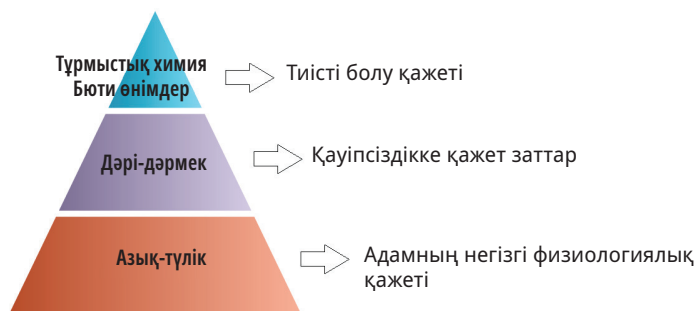 Тұрмыстық химия
Бюти өнімдер
Тиісті болу қажеті
Дәрі-дәрмек
Қауіпсіздікке қажет заттар
Азық-түлік
Адамның негізгі физиологиялық
қажеті